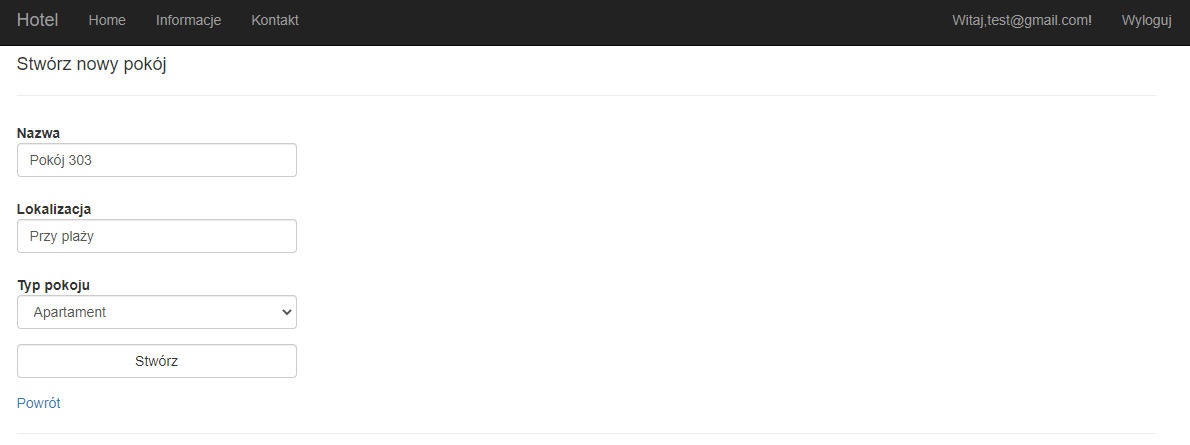 Hotel Home Informacje Kontakt Witaj,test@gmail.com! Wyloguj
Stwórz nowy pokój
Nazwa
Pokój 303
Lokalizacja
Przy plaży
Typ pokoju
Apartament
Stwórz
Powrót